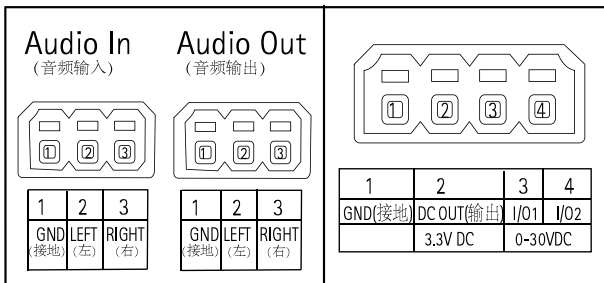 Audio In
(音频输入)
Audio Out
(音频输出)
1 2 3
1 2 3
1 2 3
GND LEFT RIGHT
(接地) (左) (右)
1 2 3
GND LEFT RIGHT
(接地) (左) (右)
1 2 3 4
1 2 3 4
GND(接地) DC OUT(输出) I/O1 I/O2
3.3V DC 0-30VDC